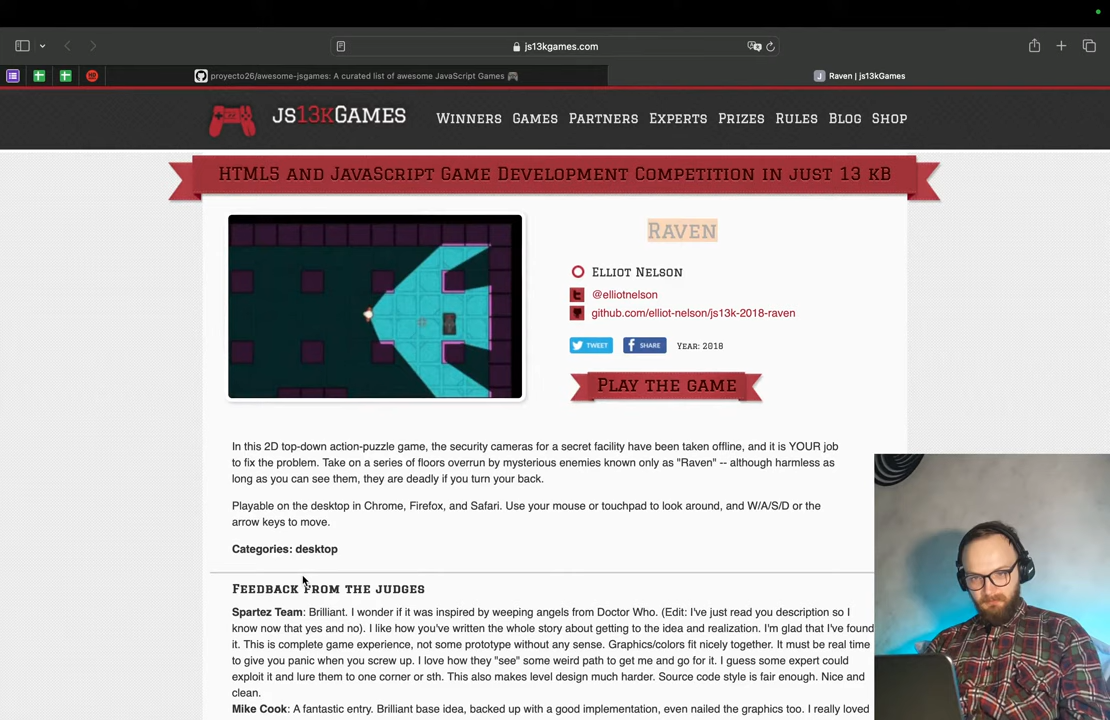 js13kgames.com
proyecto26/awesome-jsgames: A curated list of awesome JavaScript Games 🎮
J Raven | js13kGames
JS13KGAMES
WINNERS GAMES PARTNERS EXPERTS PRIZES RULES BLOG SHOP
HTML5 AND JAVASCRIPT GAME DEVELOPMENT COMPETITION IN JUST 13 KB
RAVEN
ELLIOT NELSON
@elliotnelson
github.com/elliot-nelson/js13k-2018-raven
TWEET SHARE YEAR: 2018
PLAY THE GAME
In this 2D top-down action-puzzle game, the security cameras for a secret facility have been taken offline, and it is YOUR job
to fix the problem. Take on a series of floors overrun by mysterious enemies known only as "Raven" -- although harmless as
long as you can see them, they are deadly if you turn your back.
Playable on the desktop in Chrome, Firefox, and Safari. Use your mouse or touchpad to look around, and W/A/S/D or the
arrow keys to move.
Categories: desktop
FEEDBACK FROM THE JUDGES
Spartez Team: Brilliant. I wonder if it was inspired by weeping angels from Doctor Who. (Edit: I've just read you description so I
know now that yes and no). I like how you've written the whole story about getting to the idea and realization. I'm glad that I've found
it. This is complete game experience, not some prototype without any sense. Graphics/colors fit nicely together. It must be real time
to give you panic when you screw up. I love how they "see" some weird path to get me and go for it. I guess some expert could
exploit it and lure them to one corner or sth. This also makes level design much harder. Source code style is fair enough. Nice and
clean.
Mike Cook: A fantastic entry. Brilliant base idea, backed up with a good implementation, even nailed the graphics too. I really loved